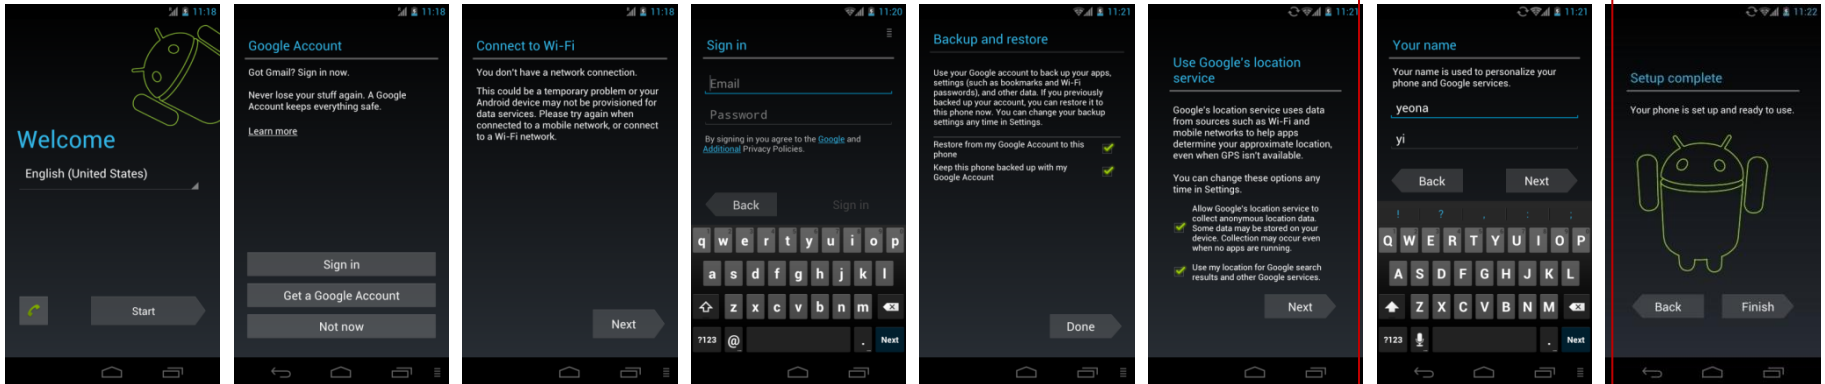 11:18
Welcome
English (United States)
Start
11:18
Google Account
Got Gmail? Sign in now.
Never lose your stuff again. A Google
Account keeps everything safe.
Learn more
Sign in
Get a Google Account
Not now
11:18
Connect to Wi-Fi
You don't have a network connection.
This could be a temporary problem or your
Android device may not be provisioned for
data services. Please try again when
connected to a mobile network, or connect
to a Wi-Fi network.
Next
11:20
Sign in
Email
Password
By signing in you agree to the Google and
Additional Privacy Policies.
Back
Sign in
q w e r t y u i o p
a s d f g h j k l
z x c v b n m
?123 @ . Next
11:21
Backup and restore
Use your Google account to back up your apps,
settings (such as bookmarks and Wi-Fi
passwords), and other data. If you previously
backed up your account, you can restore it to
this phone now. You can change your backup
settings any time in Settings.
Restore from my Google Account to this
phone
Keep this phone backed up with my
Google Account
Done
11:21
Use Google's location
service
Google's location service uses data
from sources such as Wi-Fi and
mobile networks to help apps
determine your approximate location,
even when GPS isn't available.
You can change these options any
time in Settings.
Allow Google's location service to
collect anonymous location data.
Some data may be stored on your
device. Collection may occur even
when no apps are running.
Use my location for Google search
results and other Google services.
Next
11:21
Your name
Your name is used to personalize your
phone and Google services.
yeona
yi
Back
Next
! ? , : ;
Q W E R T Y U I O P
A S D F G H J K L
Z X C V B N M
?123 . Next
11:22
Setup complete
Your phone is set up and ready to use.
Back
Finish